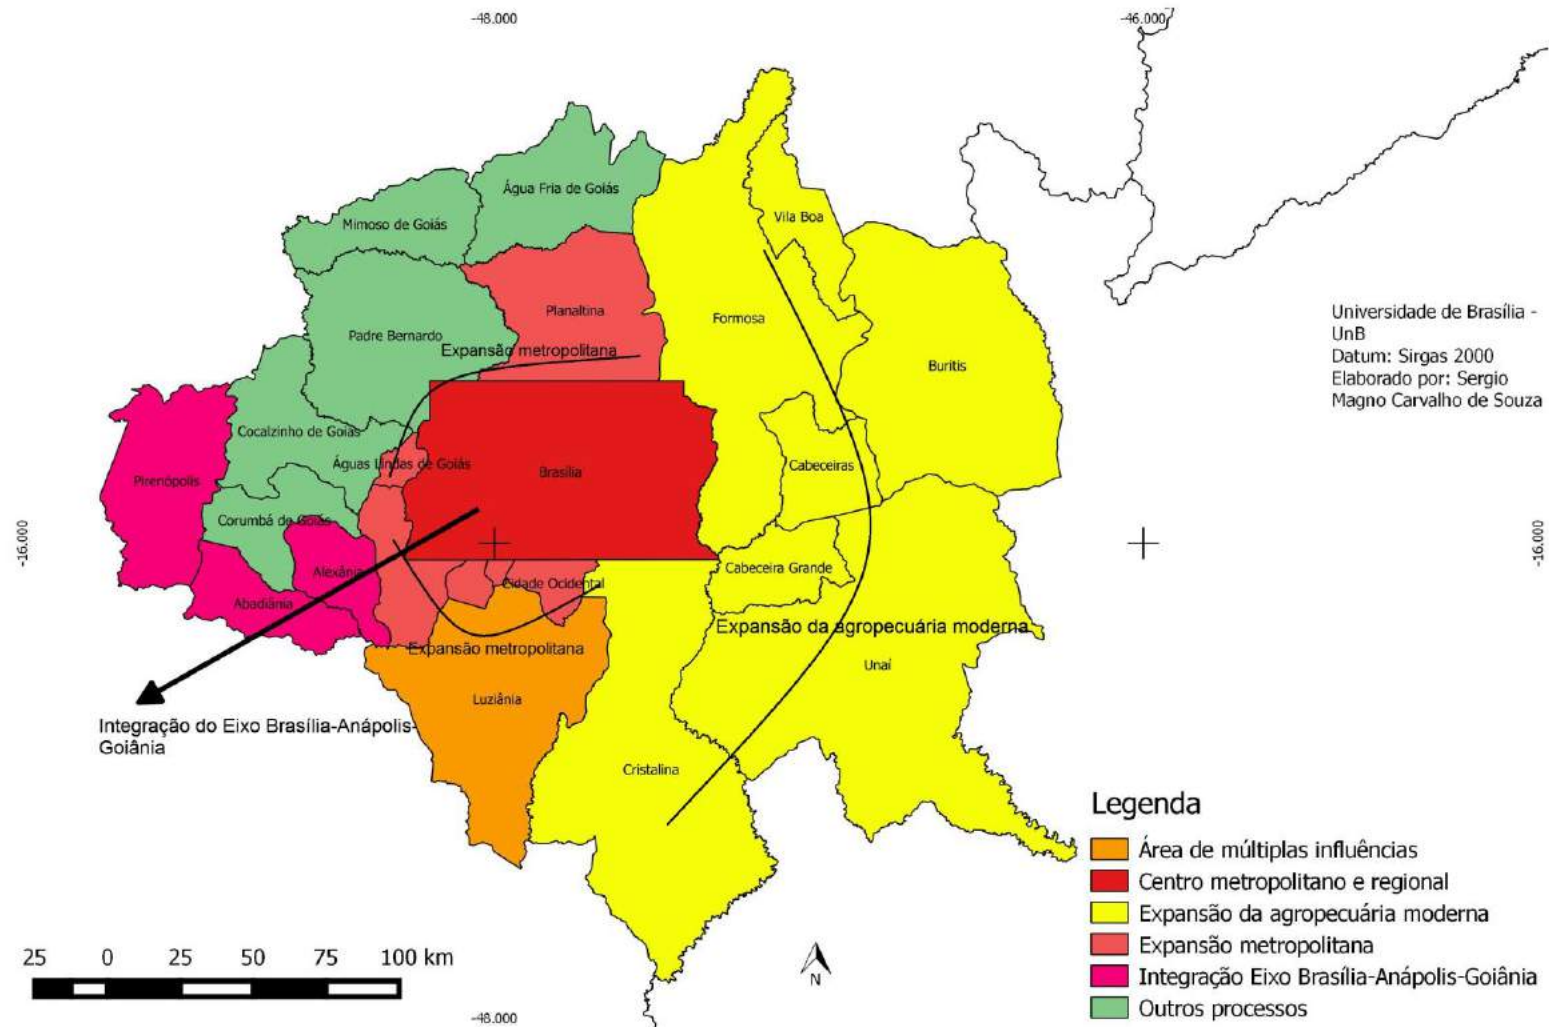 -48.000
-46.000
Água Fria de Goiás
Mimoso de Goiás
Vila Boa
Planaltina
Formosa
Padre Bernardo
Expansão metropolitana
Buritis
Universidade de Brasília -
UnB
Datum: Sirgas 2000
Elaborado por: Sergio
Magno Carvalho de Souza
Cocalzinho de Goiás
Águas Lindas de Goiás
Brasília
Cabeceiras
Pirenópolis
Corumbá de Goiás
-16.000
-16.000
Alexânia
Abadiânia
Cidade Ocidental
Cabeceira Grande
Expansão da agropecuária moderna
Expansão metropolitana
Unaí
Luziânia
Integração do Eixo Brasília-Anápolis-
Goiânia
Cristalina
Legenda
Área de múltiplas influências
Centro metropolitano e regional
Expansão da agropecuária moderna
Expansão metropolitana
Integração Eixo Brasília-Anápolis-Goiânia
Outros processos
25 0 25 50 75 100 km
N
-48.000